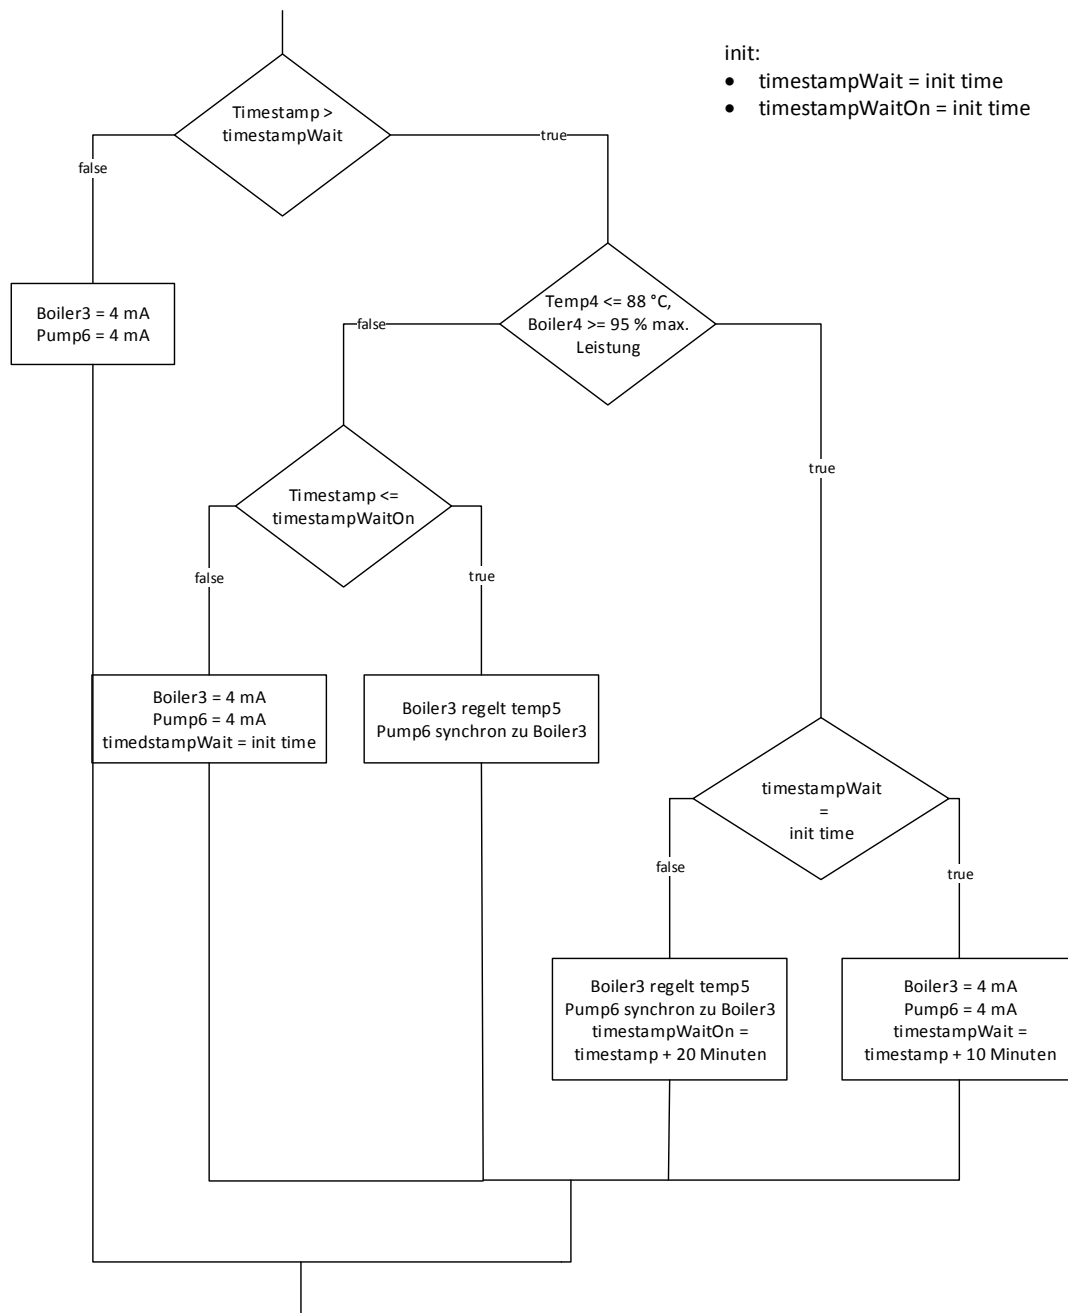 init:
• timestampWait = init time
• timestampWaitOn = init time
Timestamp >
timestampWait
true
false
Boiler3 = 4 mA
Pump6 = 4 mA
Temp4 <= 88 °C,
Boiler4 >= 95 % max.
Leistung
false
true
Timestamp <=
timestampWaitOn
false
true
Boiler3 = 4 mA
Pump6 = 4 mA
timedstampWait = init time
Boiler3 regelt temp5
Pump6 synchron zu Boiler3
timestampWait
=
init time
false
true
Boiler3 regelt temp5
Pump6 synchron zu Boiler3
timestampWaitOn =
timestamp + 20 Minuten
Boiler3 = 4 mA
Pump6 = 4 mA
timestampWait =
timestamp + 10 Minuten